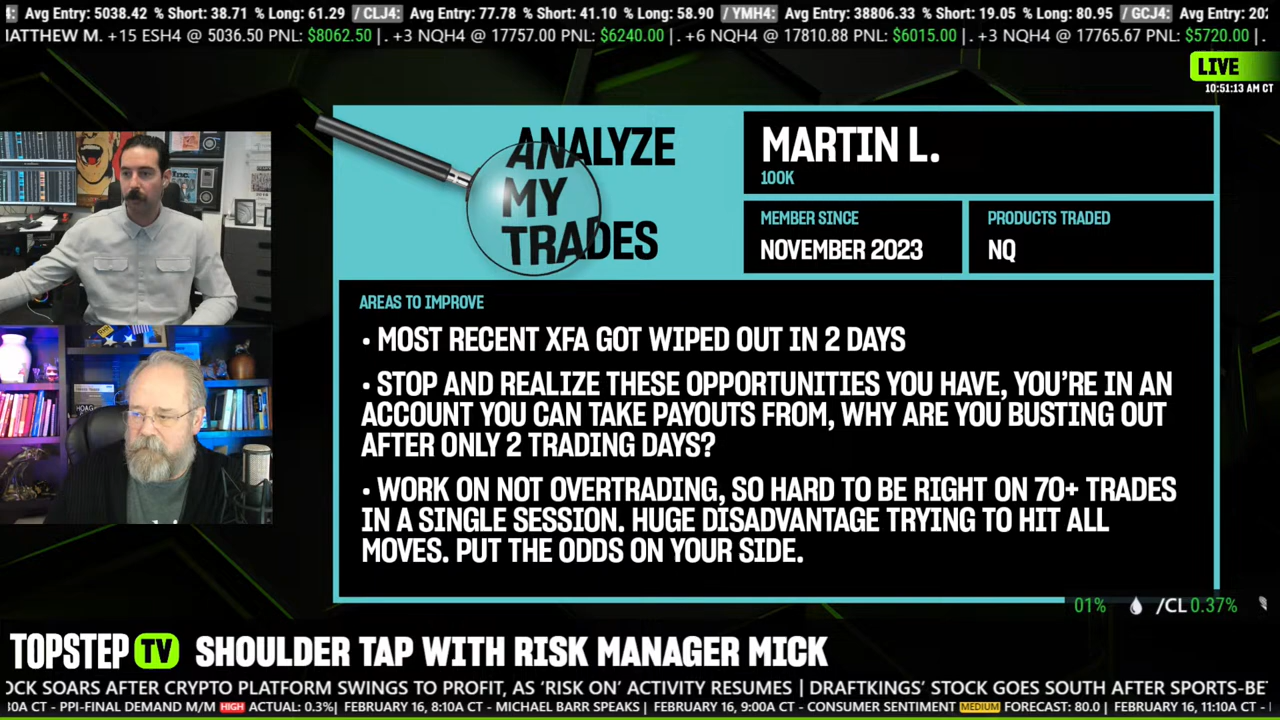 Avg Entry: 5038.42 % Short: 38.71 % Long: 61.29 / CLJ4: Avg Entry: 77.78 % Short: 41.10 % Long: 58.90 / YMH4: Avg Entry: 38806.33 % Short: 19.05 % Long: 80.95 / GCJ4: Avg Entry:
MATTHEW M. +15 ESH4 @ 5036.50 PNL: $8062.50 | . +3 NQH4 @ 17757.00 PNL: $6240.00 | . +6 NQH4 @ 17810.88 PNL: $6015.00 | . +3 NQH4 @ 17765.67 PNL: $5720.00 | .
LIVE
10:51:13 AM CT
ANALYZE
MY
TRADES
MARTIN L.
100K
MEMBER SINCE
NOVEMBER 2023
PRODUCTS TRADED
NQ
AREAS TO IMPROVE
• MOST RECENT XFA GOT WIPED OUT IN 2 DAYS
• STOP AND REALIZE THESE OPPORTUNITIES YOU HAVE, YOU'RE IN AN
ACCOUNT YOU CAN TAKE PAYOUTS FROM, WHY ARE YOU BUSTING OUT
AFTER ONLY 2 TRADING DAYS?
• WORK ON NOT OVERTRADING, SO HARD TO BE RIGHT ON 70+ TRADES
IN A SINGLE SESSION. HUGE DISADVANTAGE TRYING TO HIT ALL
MOVES. PUT THE ODDS ON YOUR SIDE.
01% /CL 0.37%
TOPSTEP TV SHOULDER TAP WITH RISK MANAGER MICK
OCK SOARS AFTER CRYPTO PLATFORM SWINGS TO PROFIT, AS 'RISK ON' ACTIVITY RESUMES | DRAFTKINGS' STOCK GOES SOUTH AFTER SPORTS-BE
30A CT - PPI-FINAL DEMAND M/M HIGH ACTUAL: 0.3% | FEBRUARY 16, 8:10A CT - MICHAEL BARR SPEAKS | FEBRUARY 16, 9:00A CT - CONSUMER SENTIMENT MEDIUM FORECAST: 80.0 | FEBRUARY 16, 11:10A CT -